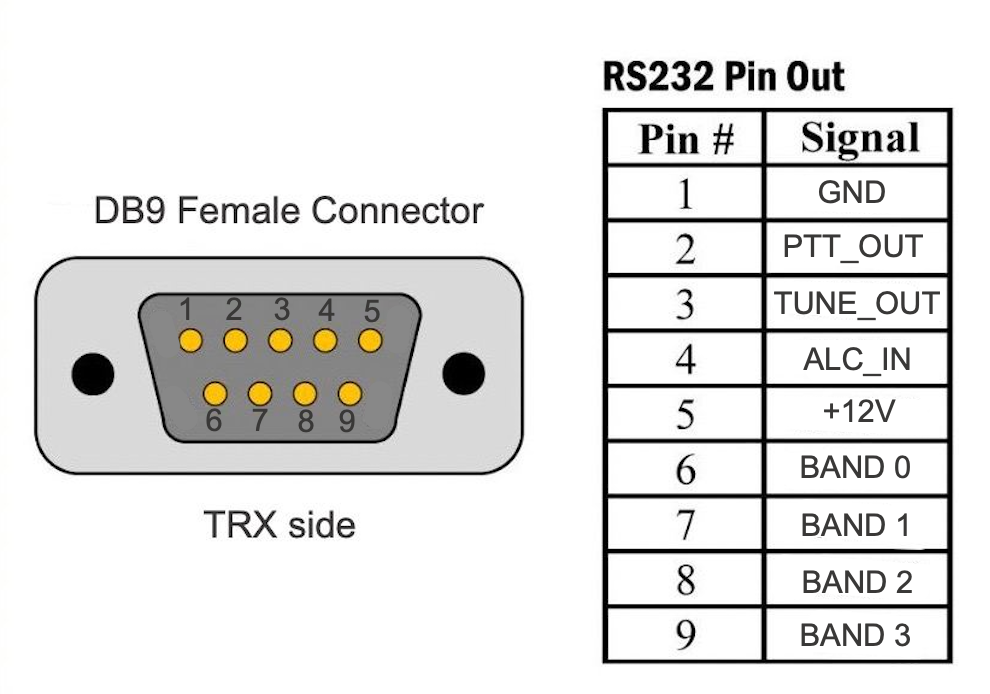 RS232 Pin Out
Pin # Signal
1 GND
2 PTT_OUT
3 TUNE_OUT
4 ALC_IN
5 +12V
6 BAND 0
7 BAND 1
8 BAND 2
9 BAND 3
DB9 Female Connector
1 2 3 4 5
6 7 8 9
TRX side